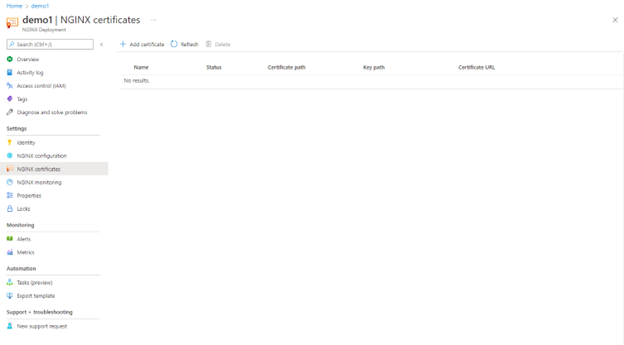 Home > demo1
demo1 | NGINX certificates ...
NGINX Deployment
Search (Ctrl+/)
«
Add certificate Refresh Delete
Overview
Activity log
Access control (IAM)
Tags
Diagnose and solve problems
Settings
Identity
NGINX configuration
NGINX certificates
NGINX monitoring
Properties
Locks
Monitoring
Alerts
Metrics
Automation
Tasks (preview)
Export template
Support + troubleshooting
New support request
Name Status Certificate path Key path Certificate URL
No results.